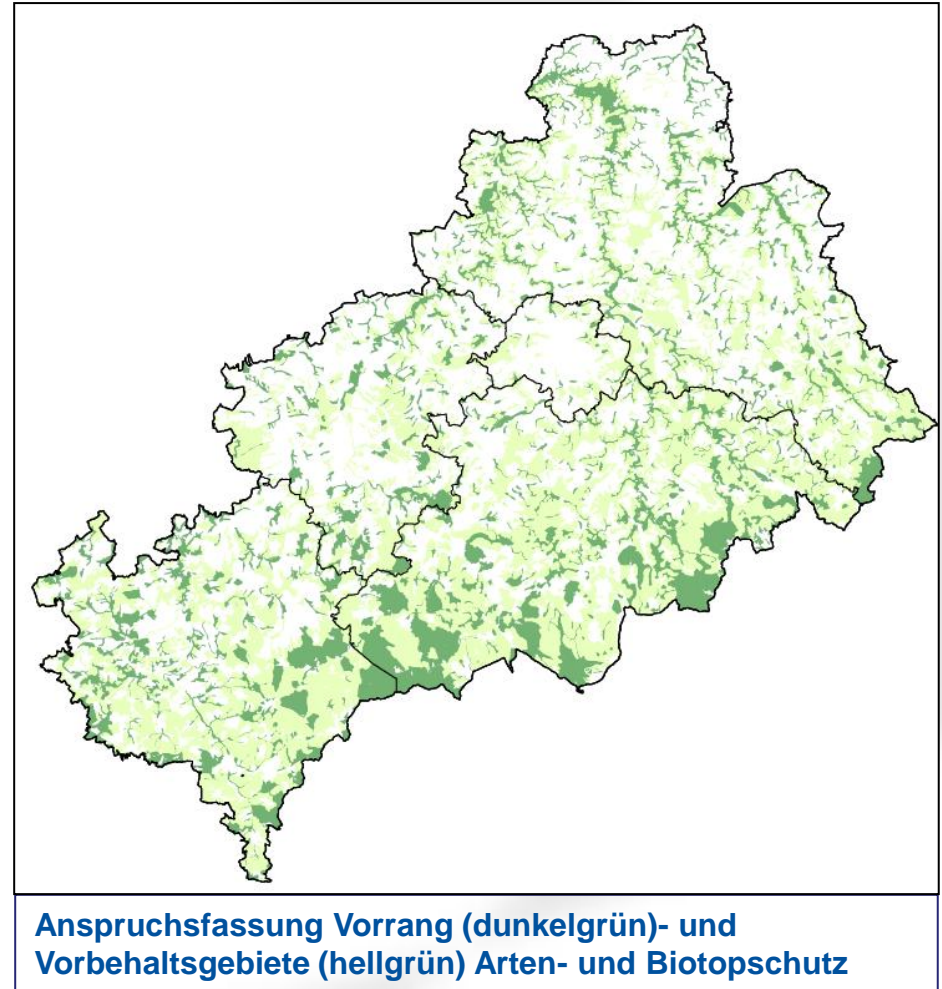 Anspruchsfassung Vorrang (dunkelgrün)- und
Vorbehaltsgebiete (hellgrün) Arten- und Biotopschutz